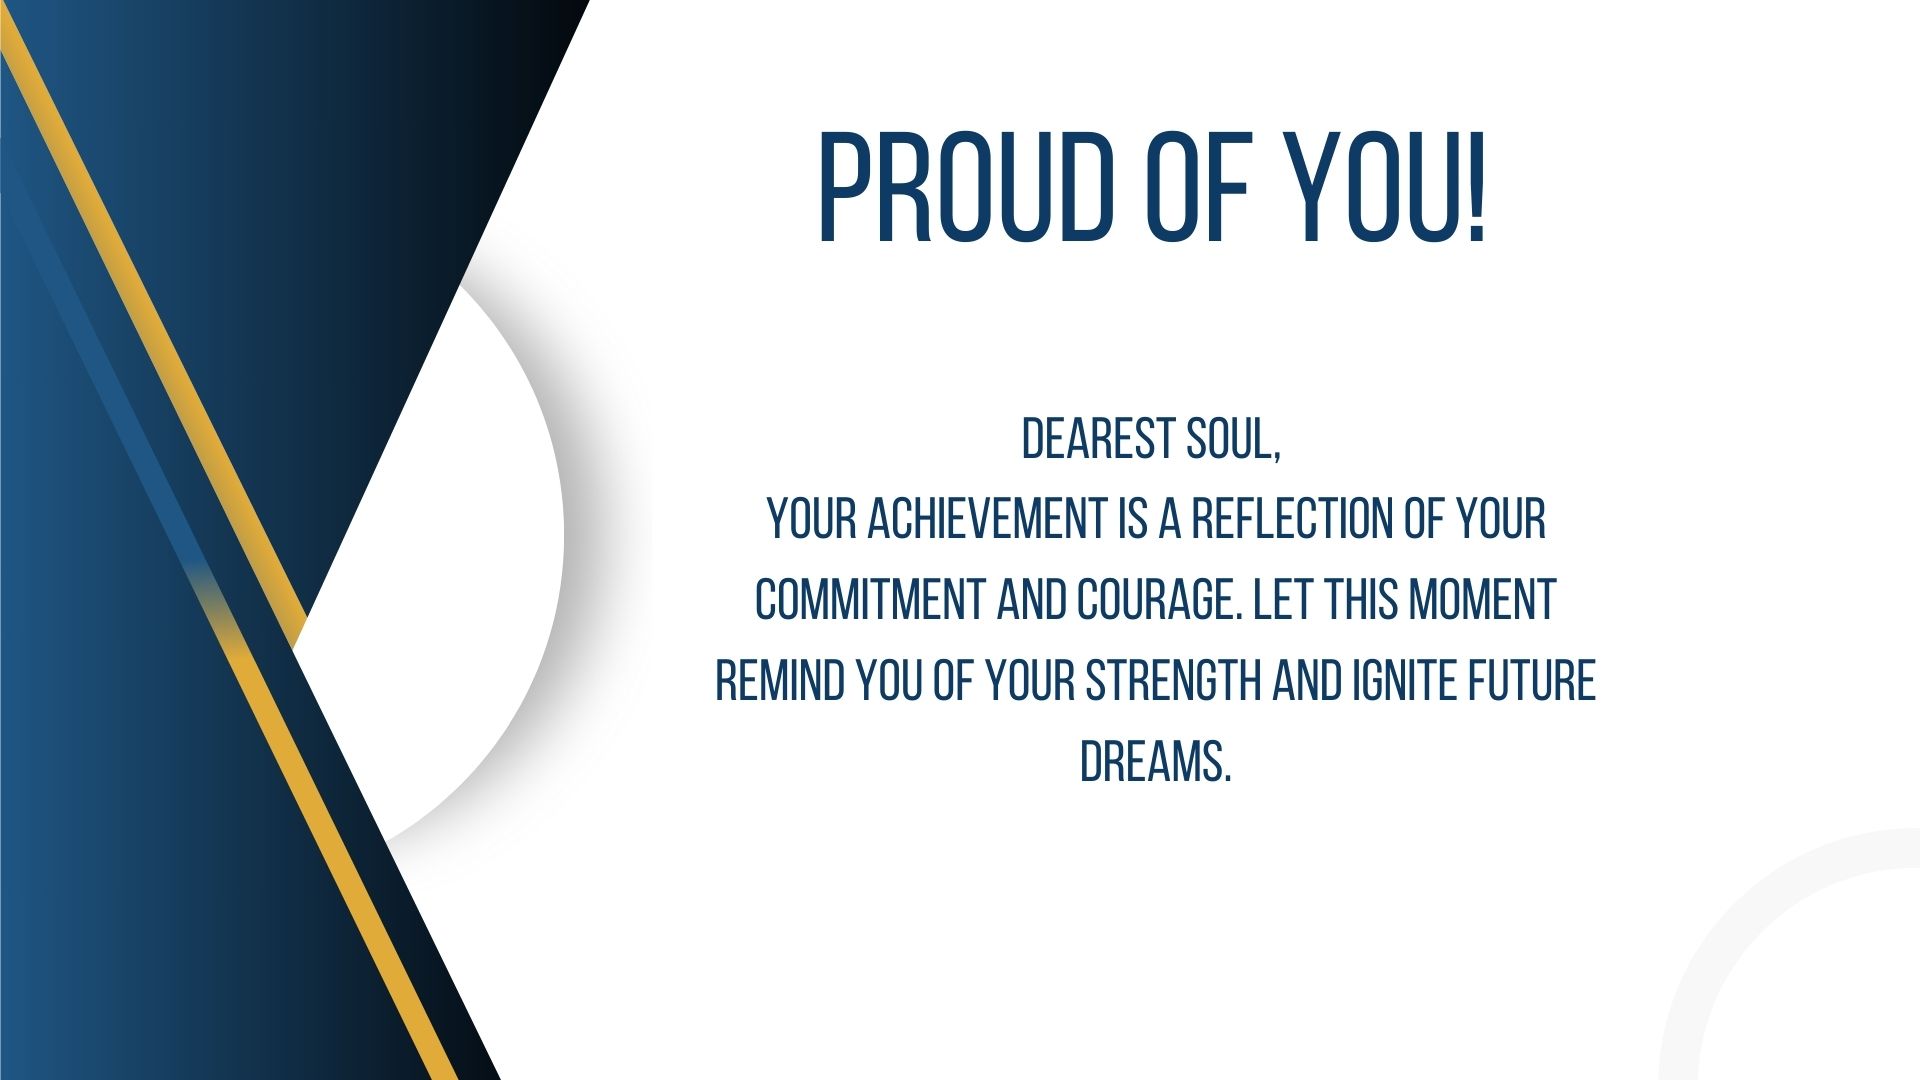 PROUD OF YOU!
DEAREST SOUL,
YOUR ACHIEVEMENT IS A REFLECTION OF YOUR
COMMITMENT AND COURAGE. LET THIS MOMENT
REMIND YOU OF YOUR STRENGTH AND IGNITE FUTURE
DREAMS.